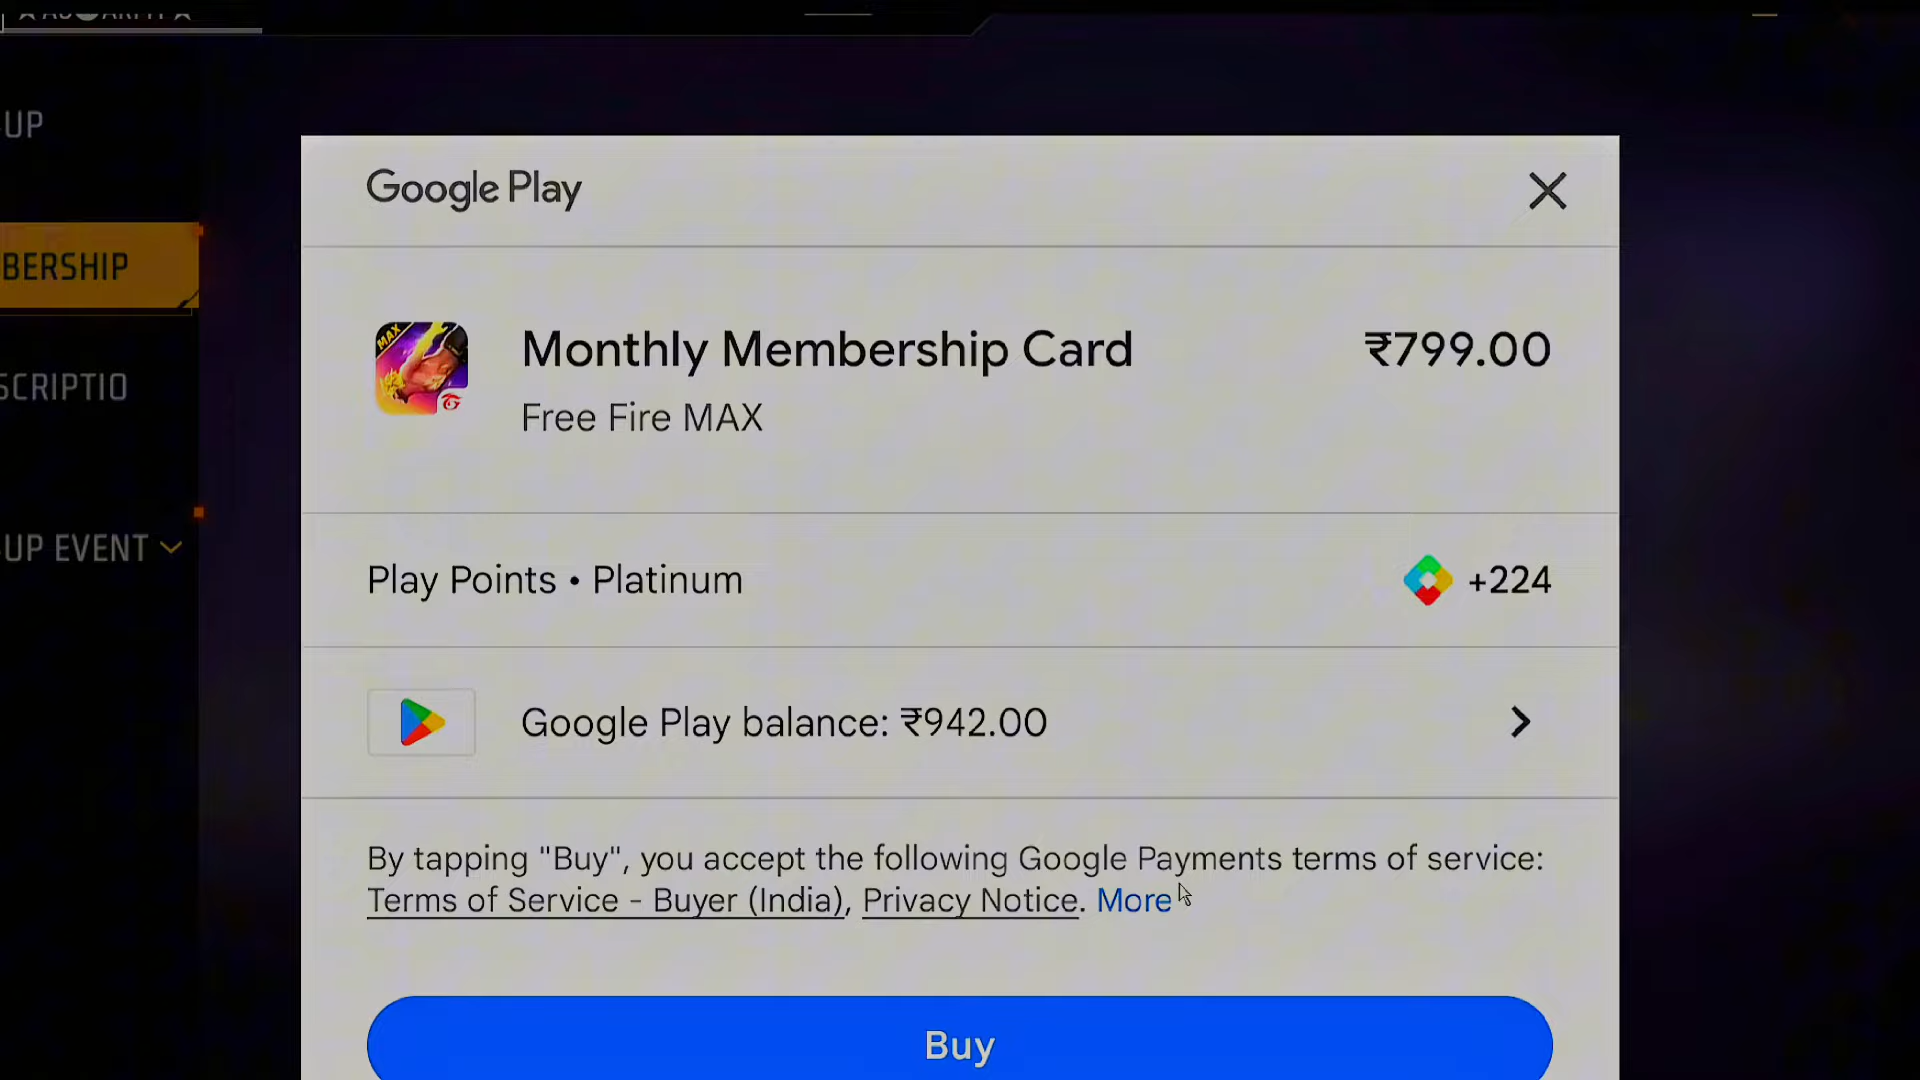 UP
Google Play
BERSHIP
Monthly Membership Card
₹799.00
MAX
Free Fire MAX
SCRIPTIO
UP EVENT
Play Points • Platinum
+224
Google Play balance: ₹942.00
By tapping "Buy", you accept the following Google Payments terms of service:
Terms of Service - Buyer (India), Privacy Notice. More
Buy